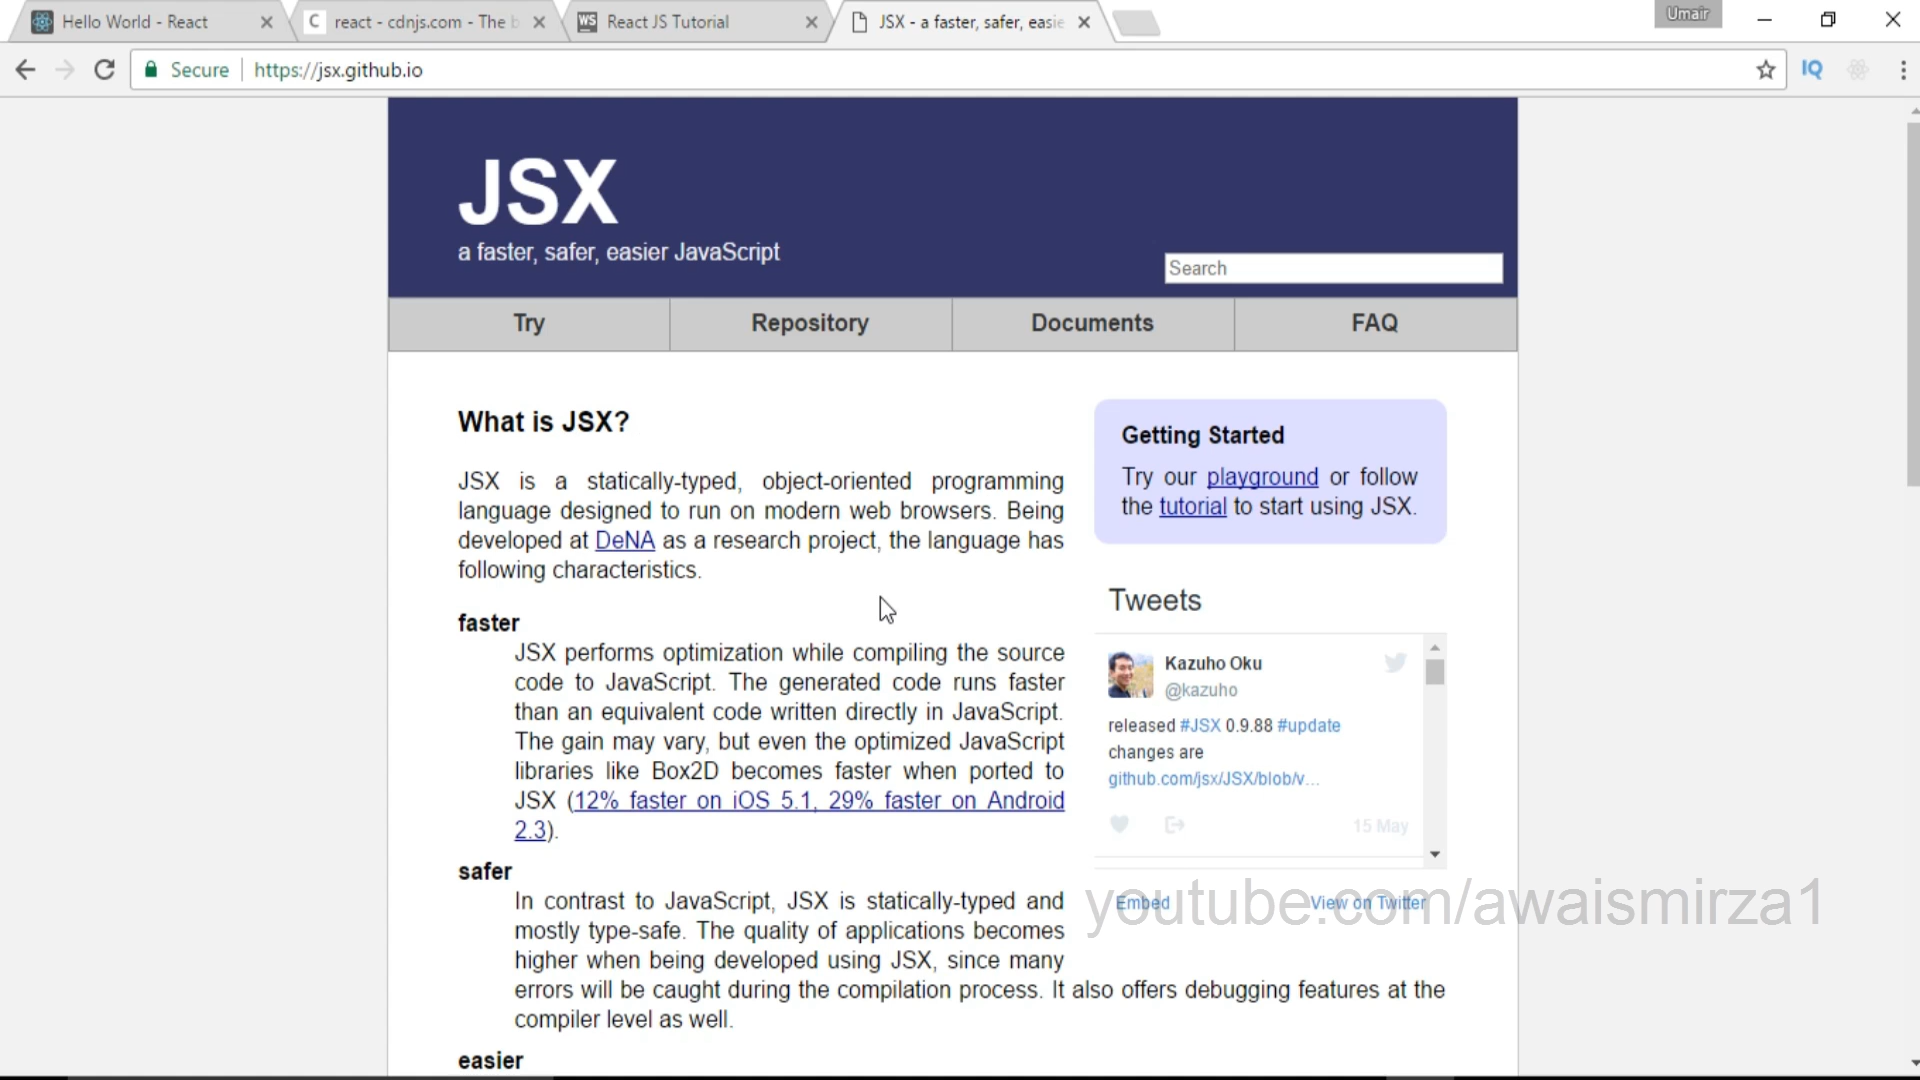 Hello World - React
C react - cdnjs.com - The b
WS React JS Tutorial
JSX - a faster, safer, easie
Umair
Secure https://jsx.github.io
IQ
JSX
a faster, safer, easier JavaScript
Search
Try
Repository
Documents
FAQ
What is JSX?
JSX is a statically-typed, object-oriented programming
language designed to run on modern web browsers. Being
developed at DeNA as a research project, the language has
following characteristics.
faster
JSX performs optimization while compiling the source
code to JavaScript. The generated code runs faster
than an equivalent code written directly in JavaScript.
The gain may vary, but even the optimized JavaScript
libraries like Box2D becomes faster when ported to
JSX (12% faster on iOS 5.1, 29% faster on Android
2.3).
safer
In contrast to JavaScript, JSX is statically-typed and
mostly type-safe. The quality of applications becomes
higher when being developed using JSX, since many
errors will be caught during the compilation process. It also offers debugging features at the
compiler level as well.
easier
Getting Started
Try our playground or follow
the tutorial to start using JSX.
Tweets
Kazuho Oku
@kazuho
released #JSX 0.9.88 #update
changes are
github.com/jsx/JSX/blob/v...
15 May
Embed
View on Twitter
youtube.com/awaismirza1